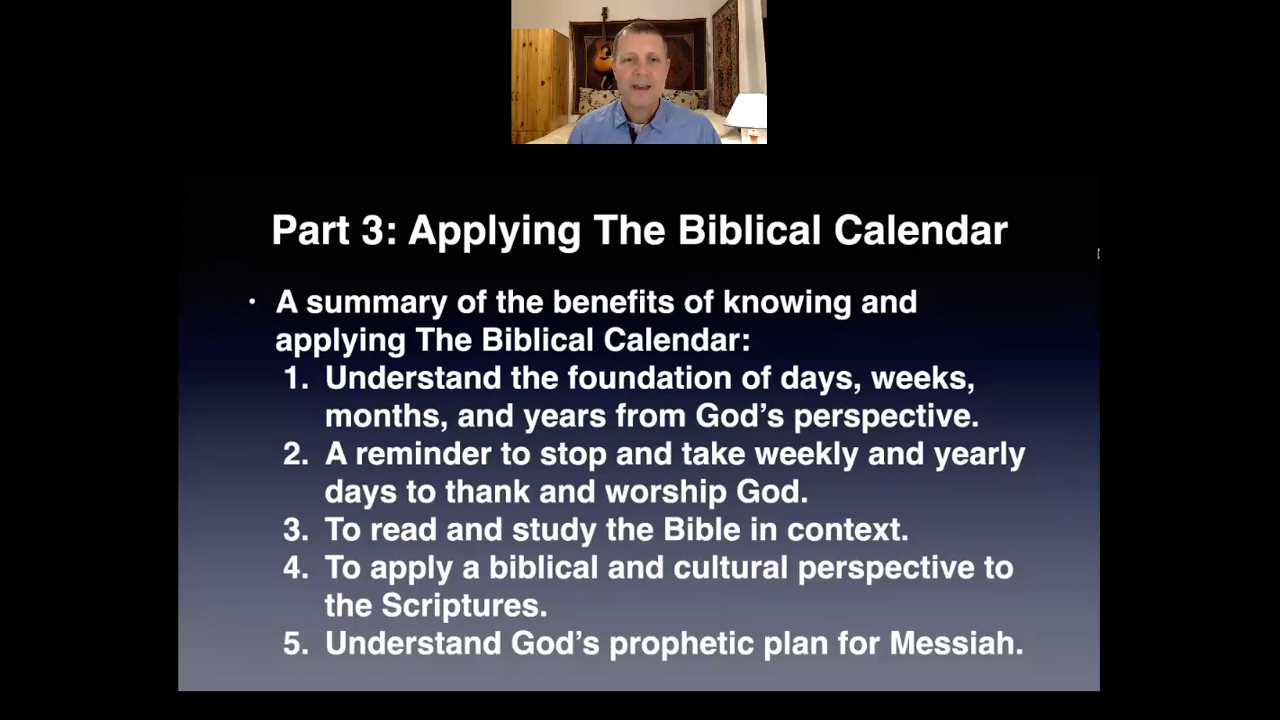 Part 3: Applying The Biblical Calendar
• A summary of the benefits of knowing and
applying The Biblical Calendar:
1. Understand the foundation of days, weeks,
months, and years from God’s perspective.
2. A reminder to stop and take weekly and yearly
days to thank and worship God.
3. To read and study the Bible in context.
4. To apply a biblical and cultural perspective to
the Scriptures.
5. Understand God’s prophetic plan for Messiah.